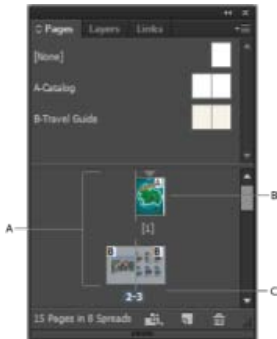 Pages Layers Links
[None]
A-Catalog
B-Travel Guide
A
B
[1]
A
B B
C
2-3
15 Pages in 8 Spreads